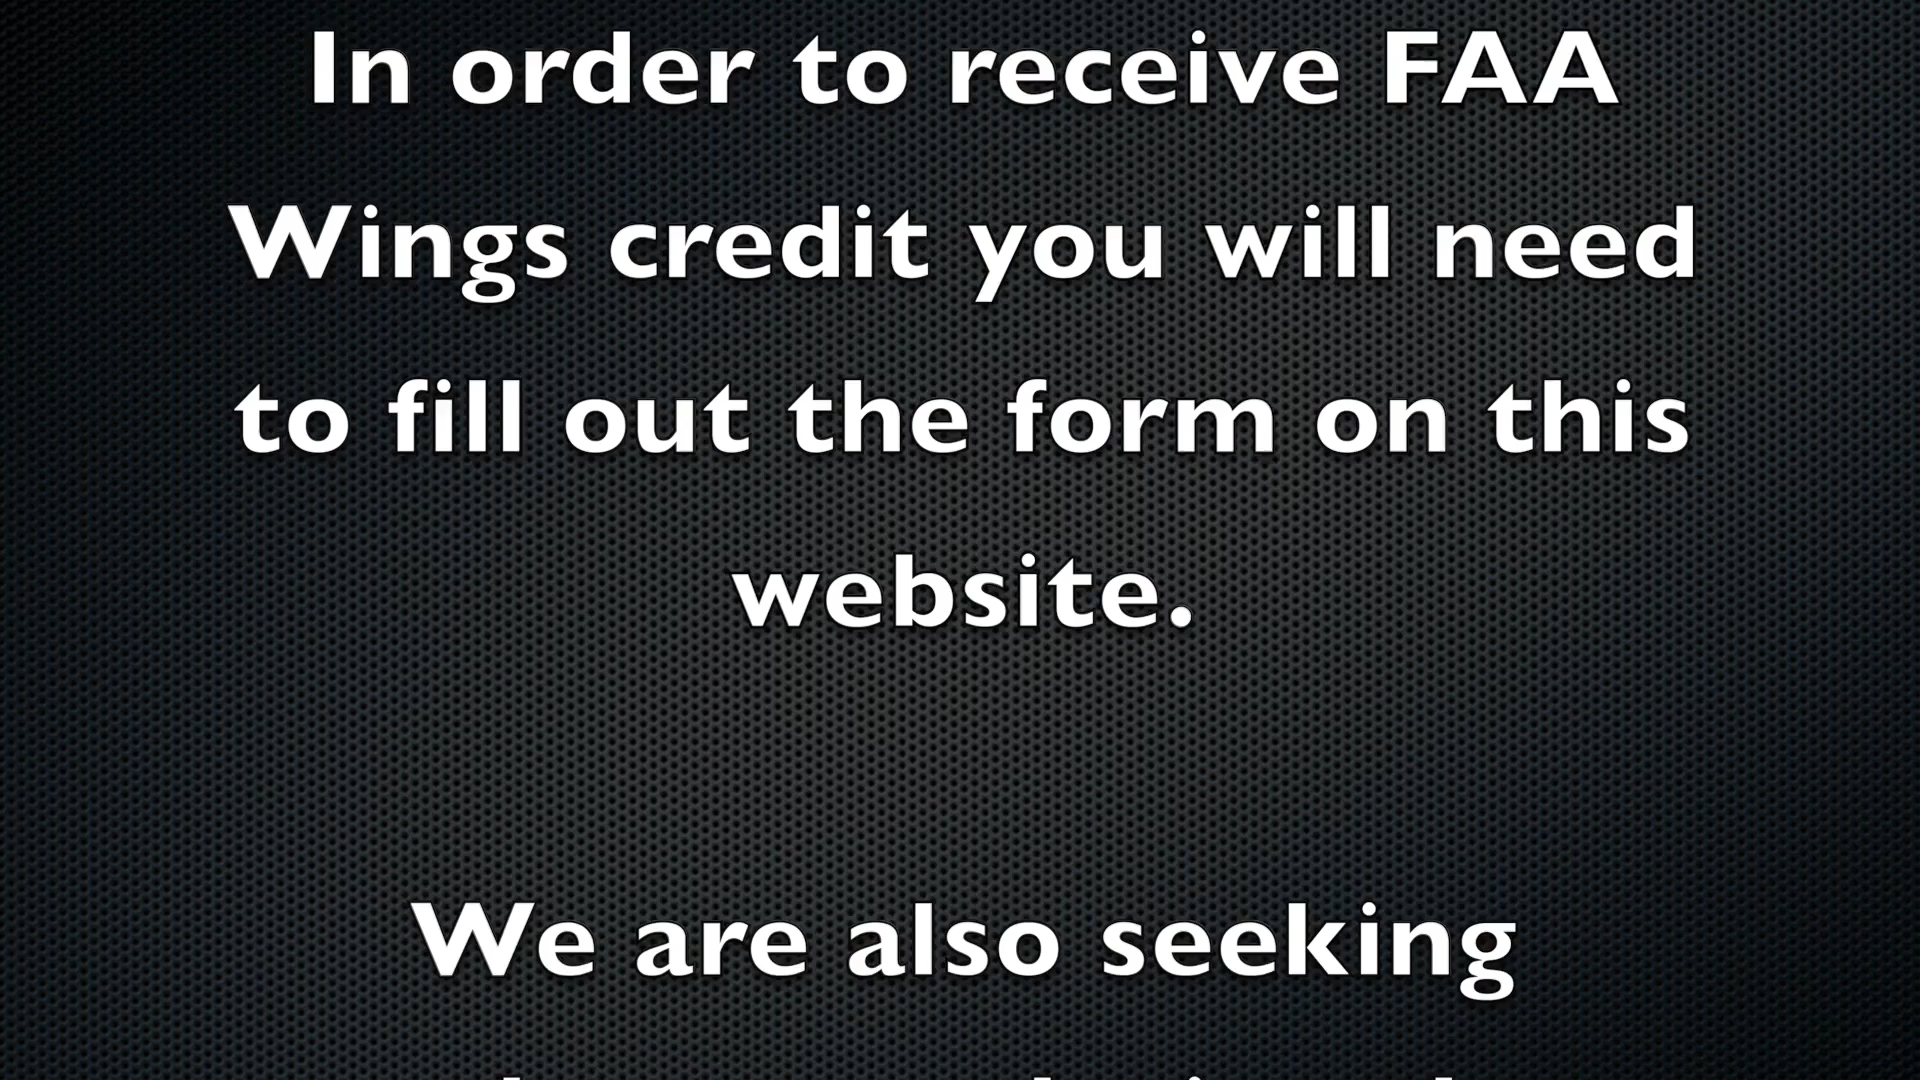 In order to receive FAA
Wings credit you will need
to fill out the form on this
website.
We are also seeking